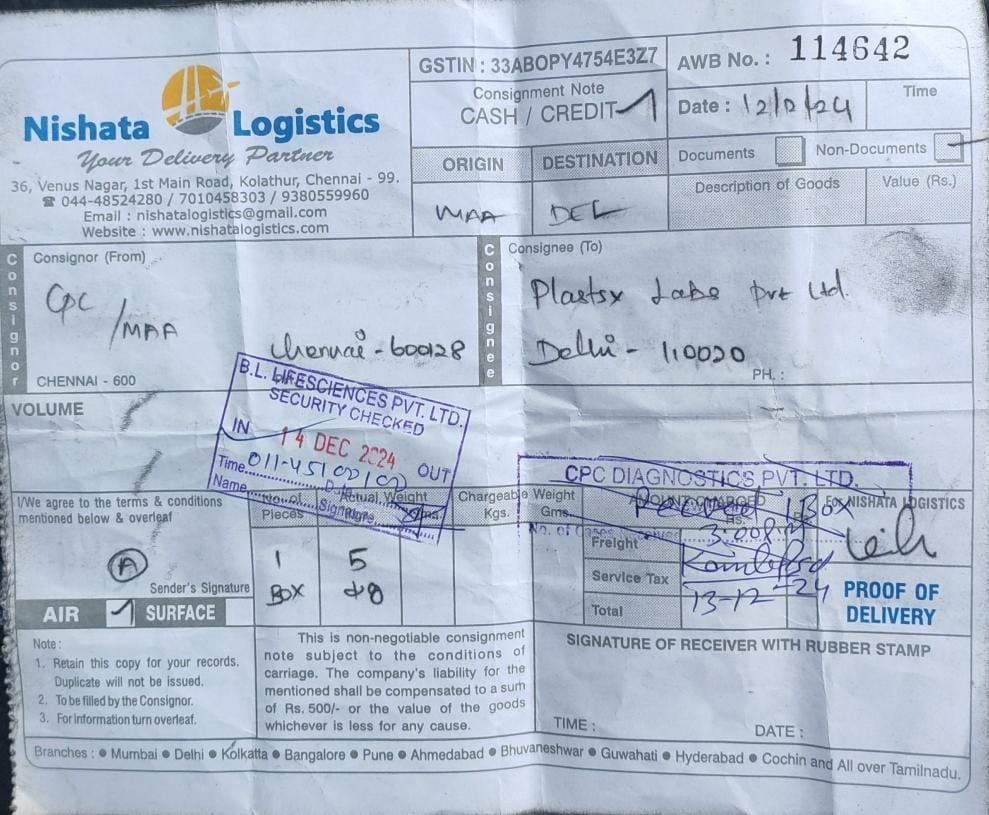 Nishata Logistics
Your Delivery Partner
36, Venus Nagar, 1st Main Road, Kolathur, Chennai - 99.
☎ 044-48524280 / 7010458303 / 9380559960
Email : nishatalogistics@gmail.com
Website : www.nishatalogistics.com
GSTIN : 33ABOPY4754E3Z7
Consignment Note
CASH / CREDIT
AWB No. : 114642
Date : 12/12/24
Time
ORIGIN DESTINATION
MAA DEL
Documents Non-Documents
Description of Goods Value (Rs.)
Consignor
Consignor (From)
CPC
/MAA
Chennai - 600128
CHENNAI - 600
Consignee
Consignee (To)
Plastsx Labs Pvt Ltd.
Delhi - 110020
PH. :
VOLUME
B.L. LIFESCIENCES PVT. LTD.
SECURITY CHECKED
IN 14 DEC 2024 OUT
Time
Name
Signature
CPC DIAGNOSTICS PVT. LTD.
1 Box
13-12-24
I/We agree to the terms & conditions
mentioned below & overleaf
A
Sender's Signature
No. of Pieces
Actual Weight
Chargeable Weight
Kgs. Gms.
1 5
BOX
Freight
Service Tax
Total
For NISHATA LOGISTICS
PROOF OF
DELIVERY
AIR SURFACE
Note :
1. Retain this copy for your records.
Duplicate will not be issued.
2. To be filled by the Consignor.
3. For information turn overleaf.
This is non-negotiable consignment
note subject to the conditions of
carriage. The company's liability for the
mentioned shall be compensated to a sum
of Rs. 500/- or the value of the goods
whichever is less for any cause.
SIGNATURE OF RECEIVER WITH RUBBER STAMP
TIME : DATE :
Branches : ● Mumbai ● Delhi ● Kolkatta ● Bangalore ● Pune ● Ahmedabad ● Bhuvaneshwar ● Guwahati ● Hyderabad ● Cochin and All over Tamilnadu.